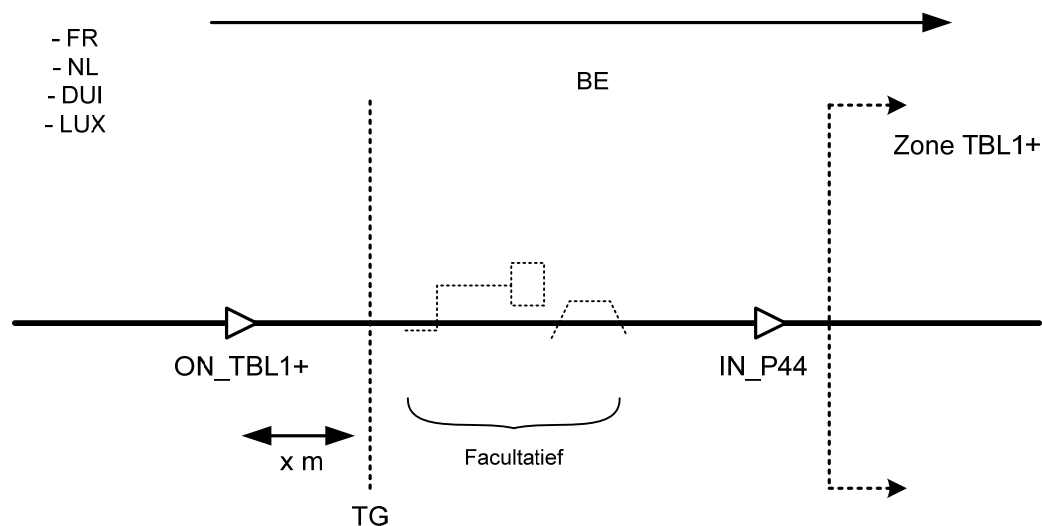 - FR
- NL
- DUI
- LUX
BE
Zone TBL1+
ON_TBL1+
IN_P44
x m
Facultatief
TG